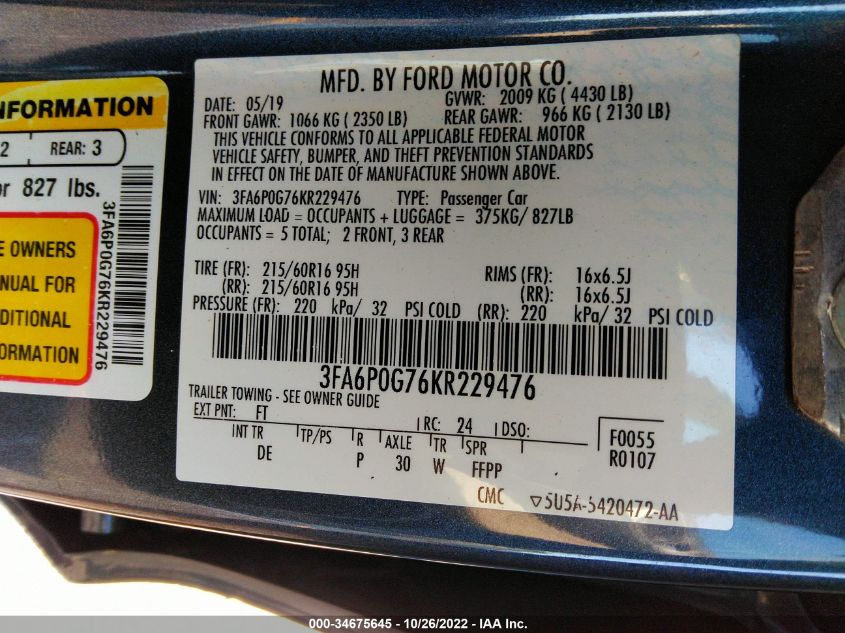 NFORMATION
2 REAR: 3
or 827 lbs.
E OWNERS
NUAL FOR
DDITIONAL
FORMATION
3FA6P0G76KR229476
MFD. BY FORD MOTOR CO.
DATE: 05/19 GVWR: 2009 KG ( 4430 LB)
FRONT GAWR: 1066 KG ( 2350 LB) REAR GAWR: 966 KG ( 2130 LB)
THIS VEHICLE CONFORMS TO ALL APPLICABLE FEDERAL MOTOR
VEHICLE SAFETY, BUMPER, AND THEFT PREVENTION STANDARDS
IN EFFECT ON THE DATE OF MANUFACTURE SHOWN ABOVE.
VIN: 3FA6P0G76KR229476 TYPE: Passenger Car
MAXIMUM LOAD = OCCUPANTS + LUGGAGE = 375KG/ 827LB
OCCUPANTS = 5 TOTAL; 2 FRONT, 3 REAR
TIRE (FR): 215/60R16 95H RIMS (FR): 16x6.5J
(RR): 215/60R16 95H (RR): 16x6.5J
PRESSURE (FR): 220 kPa/ 32 PSI COLD (RR): 220 kPa/ 32 PSI COLD
3FA6P0G76KR229476
TRAILER TOWING - SEE OWNER GUIDE
EXT PNT: FT RC: 24 DSO: F0055
INT TR TP/PS R AXLE TR SPR R0107
DE P 30 W FFPP
CMC ▽5U5A-5420472-AA
000-34675645 - 10/26/2022 - IAA Inc.